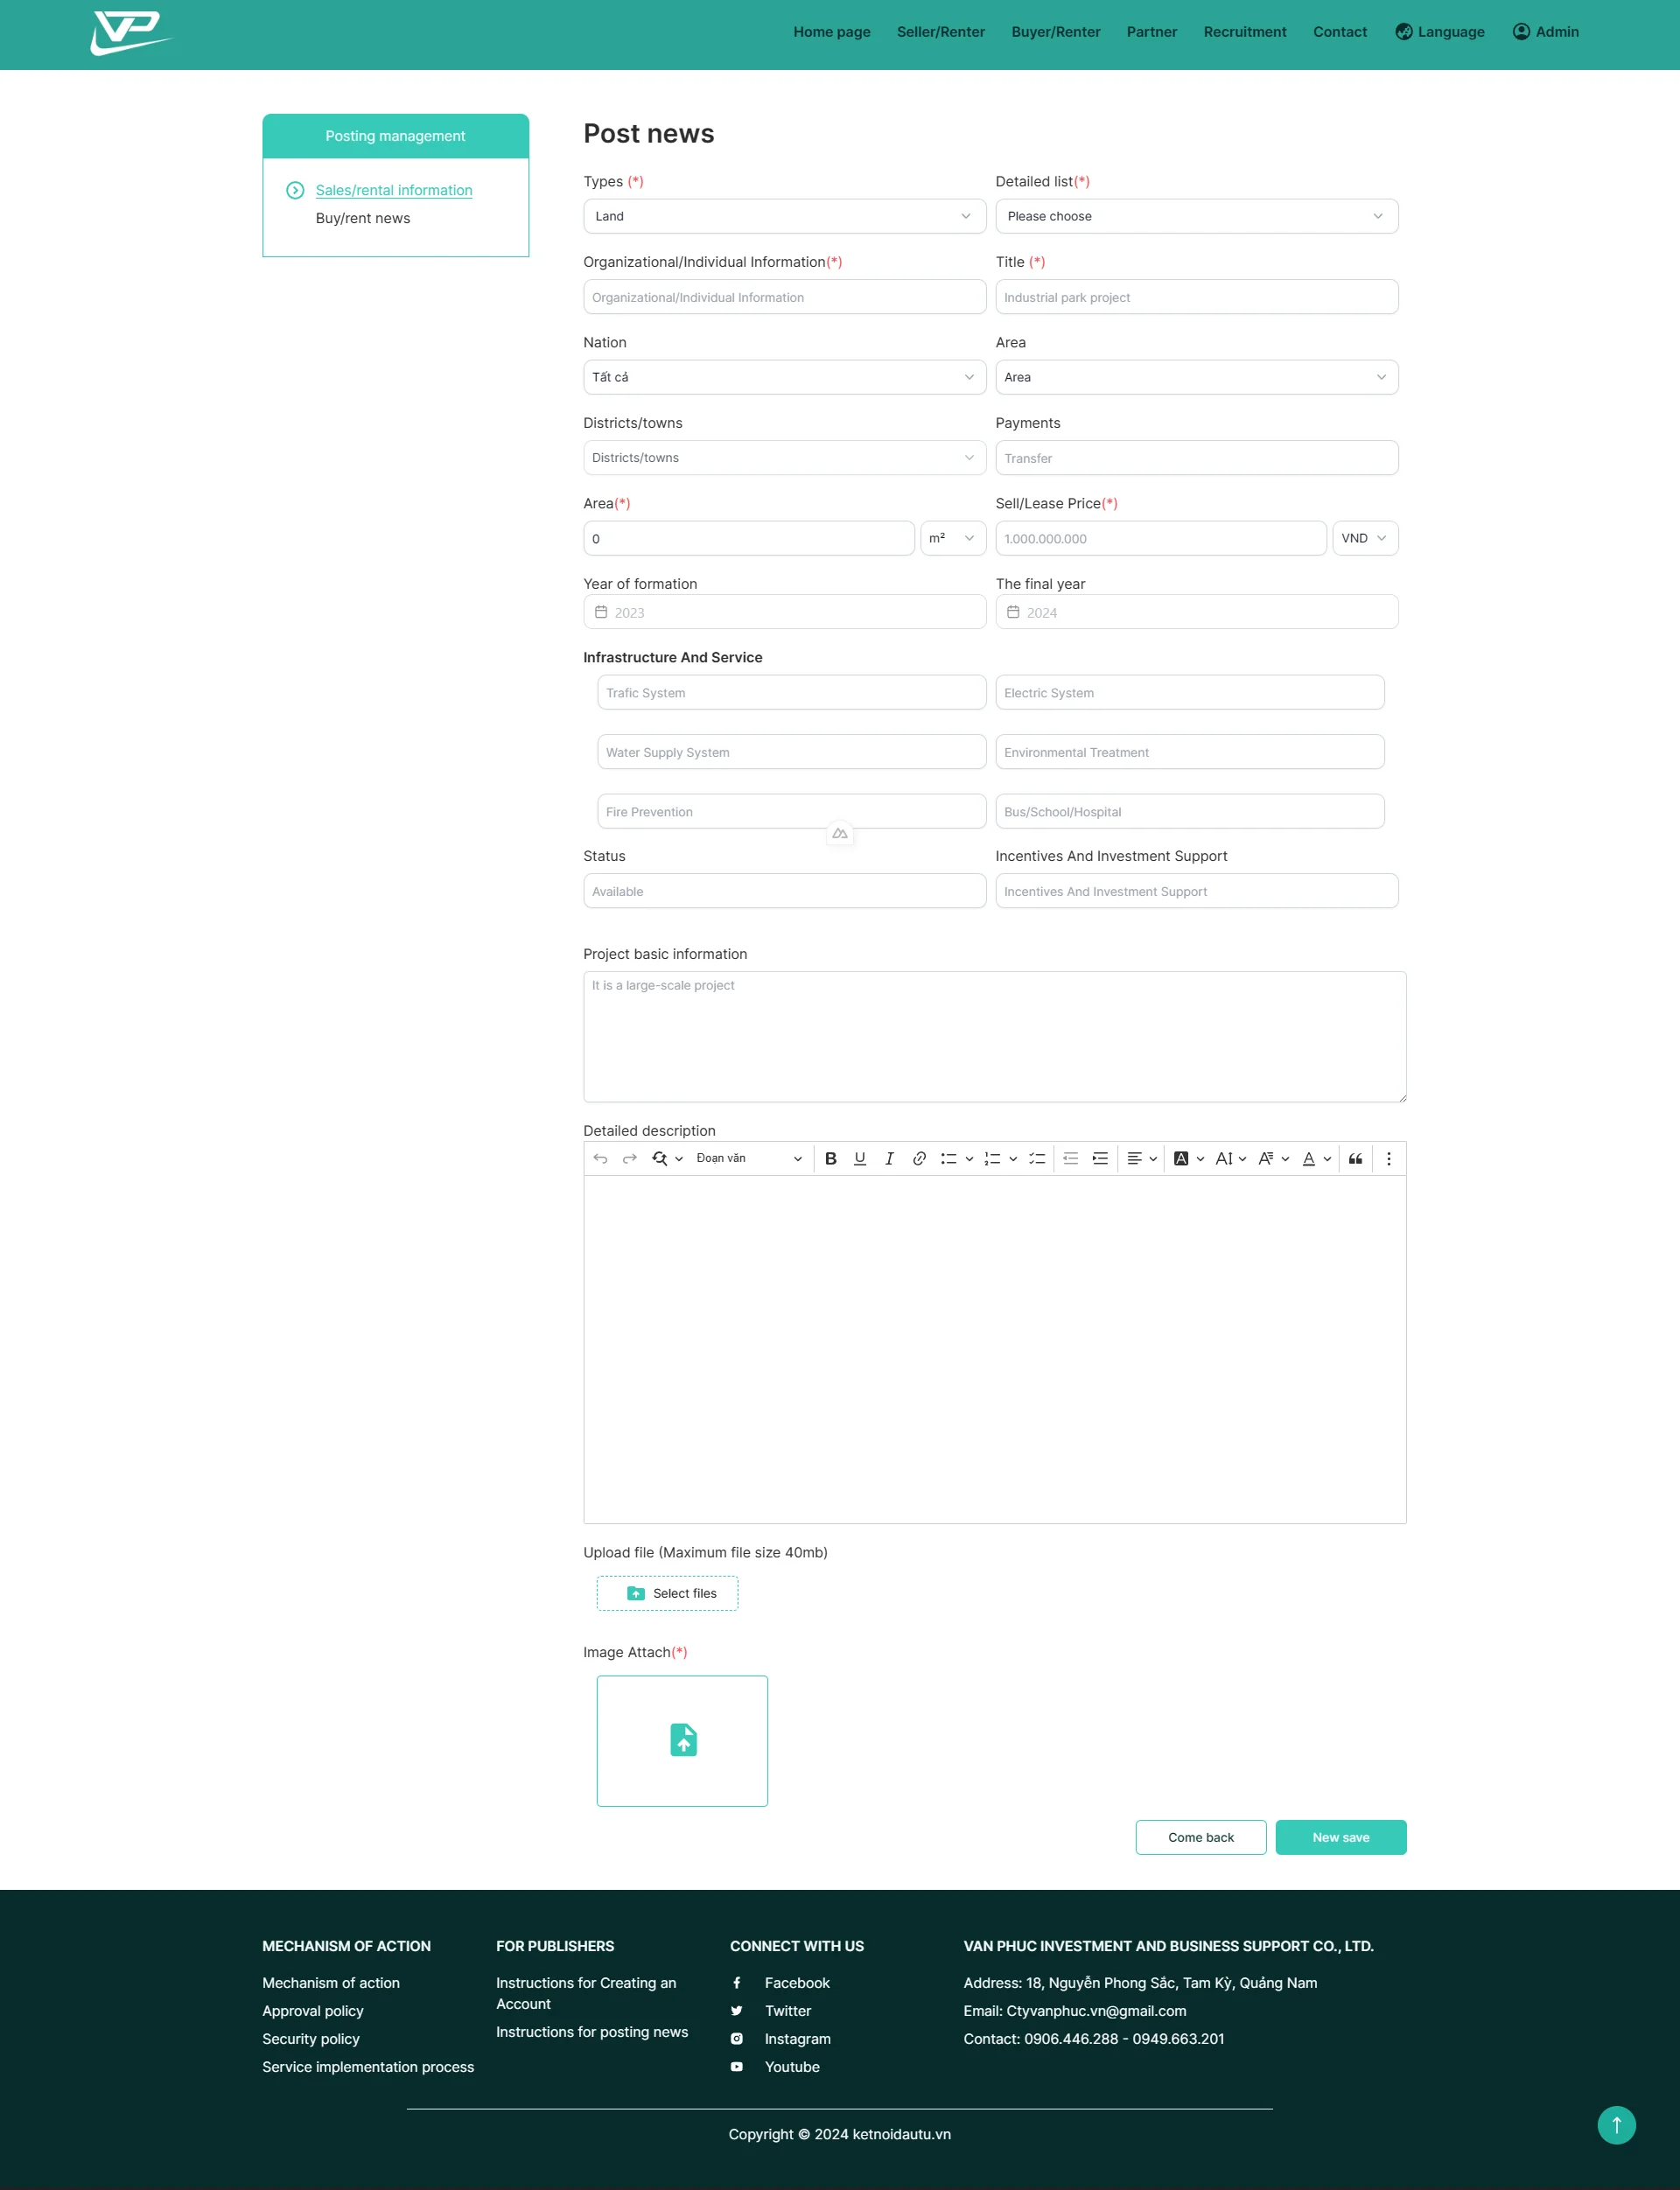 VP
Home page Seller/Renter Buyer/Renter Partner Recruitment Contact Language Admin
Posting management
Sales/rental information
Buy/rent news
Post news
Types (*) Detailed list(*)
Land Please choose
Organizational/Individual Information(*) Title (*)
Organizational/Individual Information Industrial park project
Nation Area
Tất cả Area
Districts/towns Payments
Districts/towns Transfer
Area(*) Sell/Lease Price(*)
0 m² 1.000.000.000 VND
Year of formation The final year
2023 2024
Infrastructure And Service
Trafic System Electric System
Water Supply System Environmental Treatment
Fire Prevention Bus/School/Hospital
Status Incentives And Investment Support
Available Incentives And Investment Support
Project basic information
It is a large-scale project
Detailed description
Đoạn văn
Upload file (Maximum file size 40mb)
Select files
Image Attach(*)
Come back New save
MECHANISM OF ACTION
Mechanism of action
Approval policy
Security policy
Service implementation process
FOR PUBLISHERS
Instructions for Creating an
Account
Instructions for posting news
CONNECT WITH US
Facebook
Twitter
Instagram
Youtube
VAN PHUC INVESTMENT AND BUSINESS SUPPORT CO., LTD.
Address: 18, Nguyễn Phong Sắc, Tam Kỳ, Quảng Nam
Email: Ctyvanphuc.vn@gmail.com
Contact: 0906.446.288 - 0949.663.201
Copyright © 2024 ketnoidautu.vn